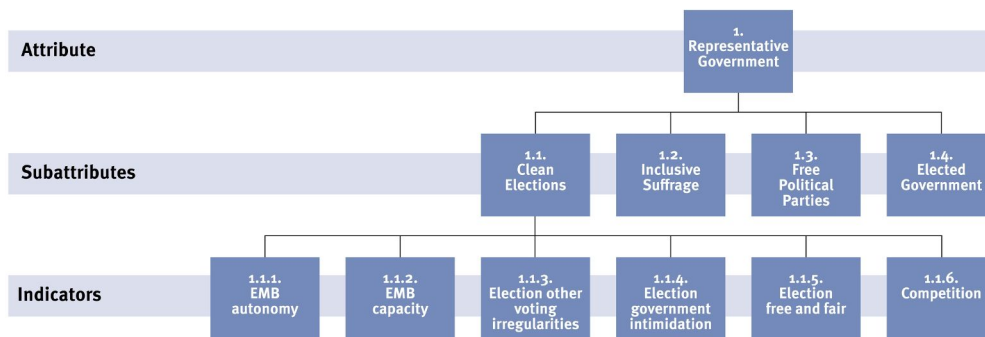 Attribute
1.
Representative
Government
Subattributes
1.1.
Clean
Elections
1.2.
Inclusive
Suffrage
1.3.
Free
Political
Parties
1.4.
Elected
Government
Indicators
1.1.1.
EMB
autonomy
1.1.2.
EMB
capacity
1.1.3.
Election other
voting
irregularities
1.1.4.
Election
government
intimidation
1.1.5.
Election
free and fair
1.1.6.
Competition